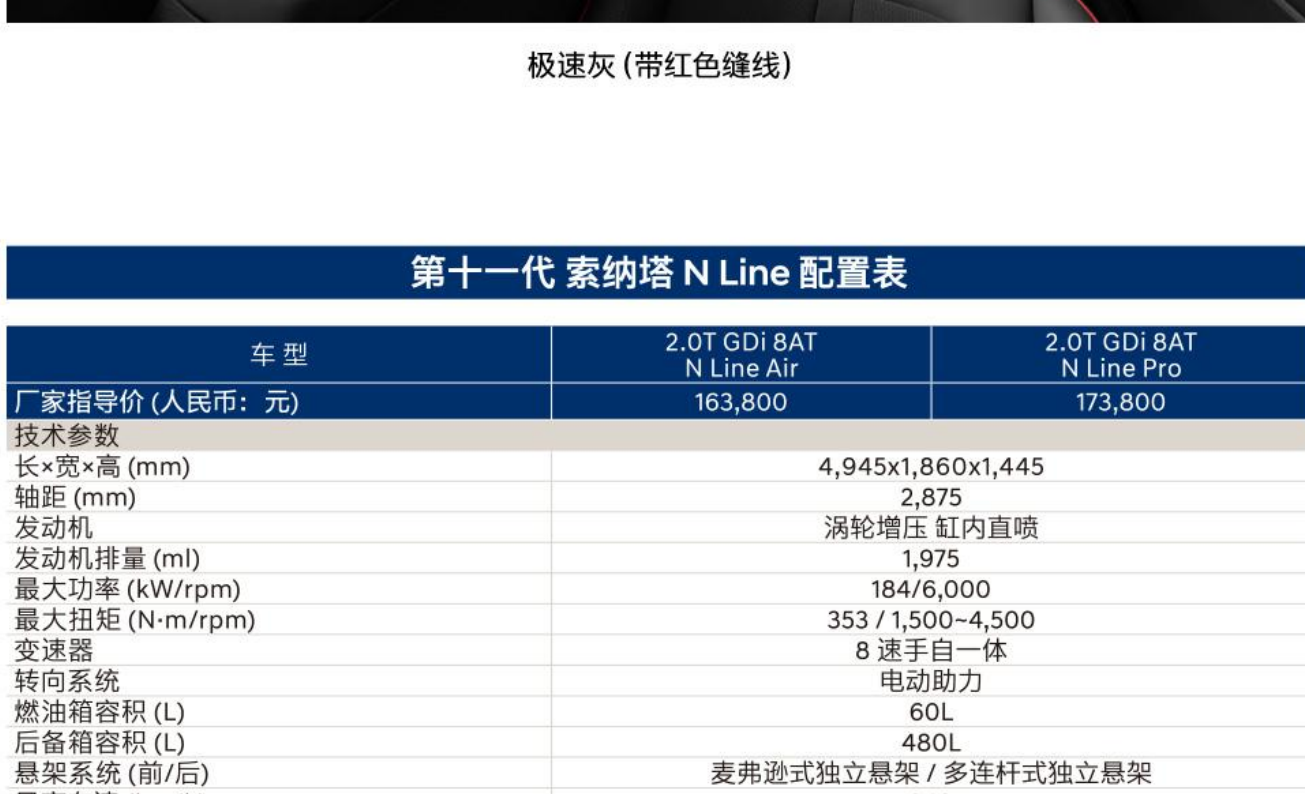 极速灰 (带红色缝线)
第十一代 索纳塔 N Line 配置表
车 型
2.0T GDi 8AT
N Line Air
2.0T GDi 8AT
N Line Pro
厂家指导价 (人民币：元) 163,800 173,800
技术参数
长×宽×高 (mm) 4,945x1,860x1,445
轴距 (mm) 2,875
发动机 涡轮增压 缸内直喷
发动机排量 (ml) 1,975
最大功率 (kW/rpm) 184/6,000
最大扭矩 (N·m/rpm) 353 / 1,500~4,500
变速器 8 速手自一体
转向系统 电动助力
燃油箱容积 (L) 60L
后备箱容积 (L) 480L
悬架系统 (前/后) 麦弗逊式独立悬架 / 多连杆式独立悬架